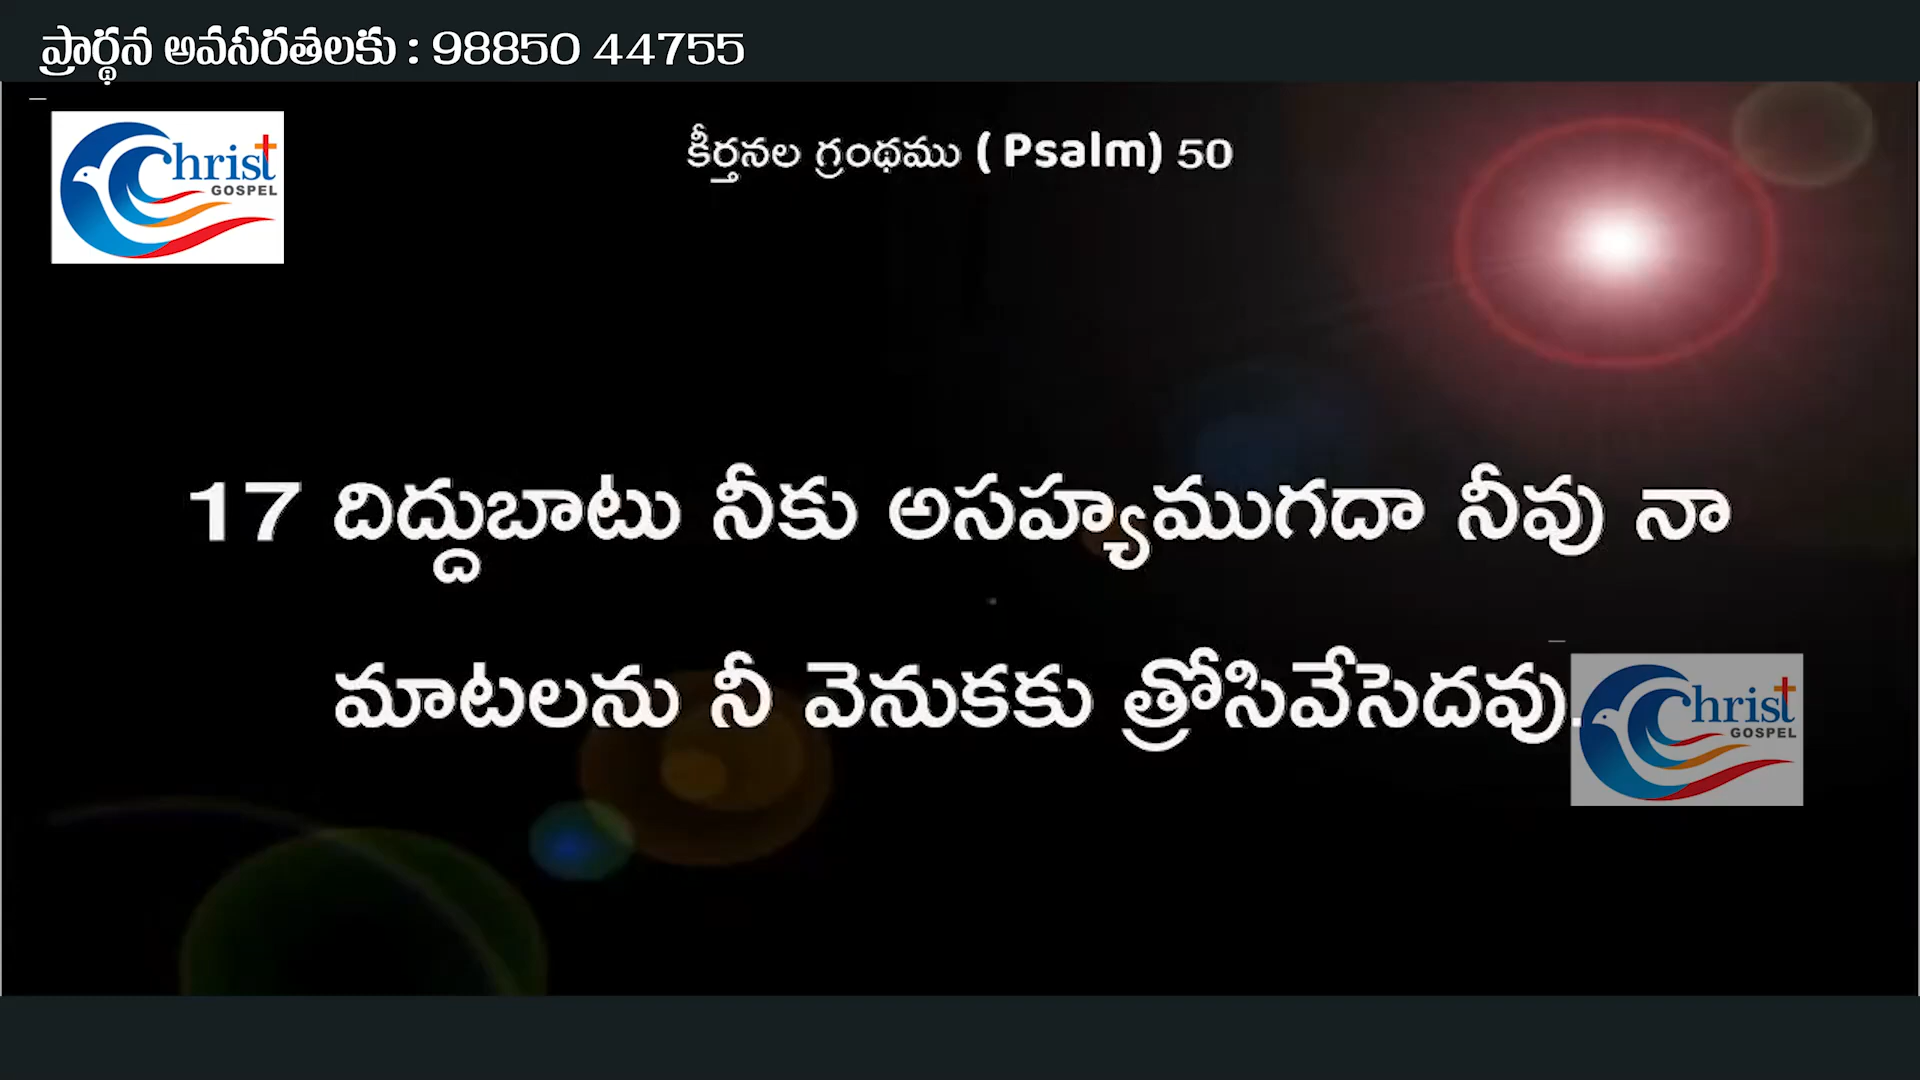 ప్రార్థన అవసరతలకు : 98850 44755
Christ
GOSPEL
కీర్తనల గ్రంథము ( Psalm) 50
17 దిద్దుబాటు నీకు అసహ్యముగదా నీవు నా
మాటలను నీ వెనుకకు త్రోసివేసెదవు.
Christ
GOSPEL